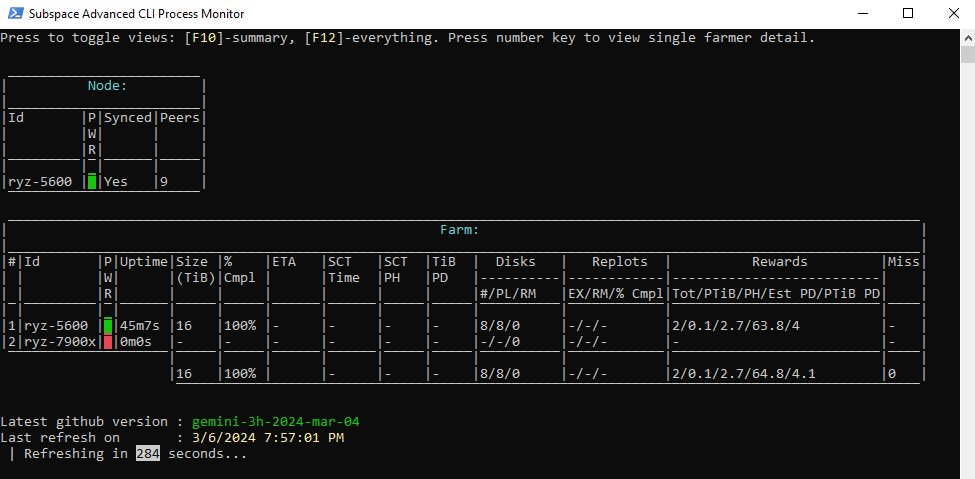 Subspace Advanced CLI Process Monitor
Press to toggle views: [F10]-summary, [F12]-everything. Press number key to view single farmer detail.
Node:
|Id |P|Synced|Peers|
|W|
|R|
|ryz-5600 | |Yes |9 |
Farm:
|#|Id |P|Uptime|Size |% |ETA |SCT |SCT |TiB | Disks | Replots | Rewards |Miss|
| | |W| |(TiB)|Cmpl| |Time |PH |PD |----------|------------|--------------------------| |
| | |R| | | | | | | |#/PL/RM |EX/RM/% Cmpl|Tot/PTiB/PH/Est PD/PTiB PD| |
|1|ryz-5600 | |45m7s |16 |100%|- |- |- |- |8/8/0 |-/-/- |2/0.1/2.7/63.8/4 |- |
|2|ryz-7900x| |0m0s |- |- |- |- |- |- |-/-/0 |-/-/- |- |- |
|16 |100%| |- |- |- |8/8/0 |-/-/- |2/0.1/2.7/64.8/4.1 |0 |
Latest github version : gemini-3h-2024-mar-04
Last refresh on : 3/6/2024 7:57:01 PM
| Refreshing in 284 seconds...